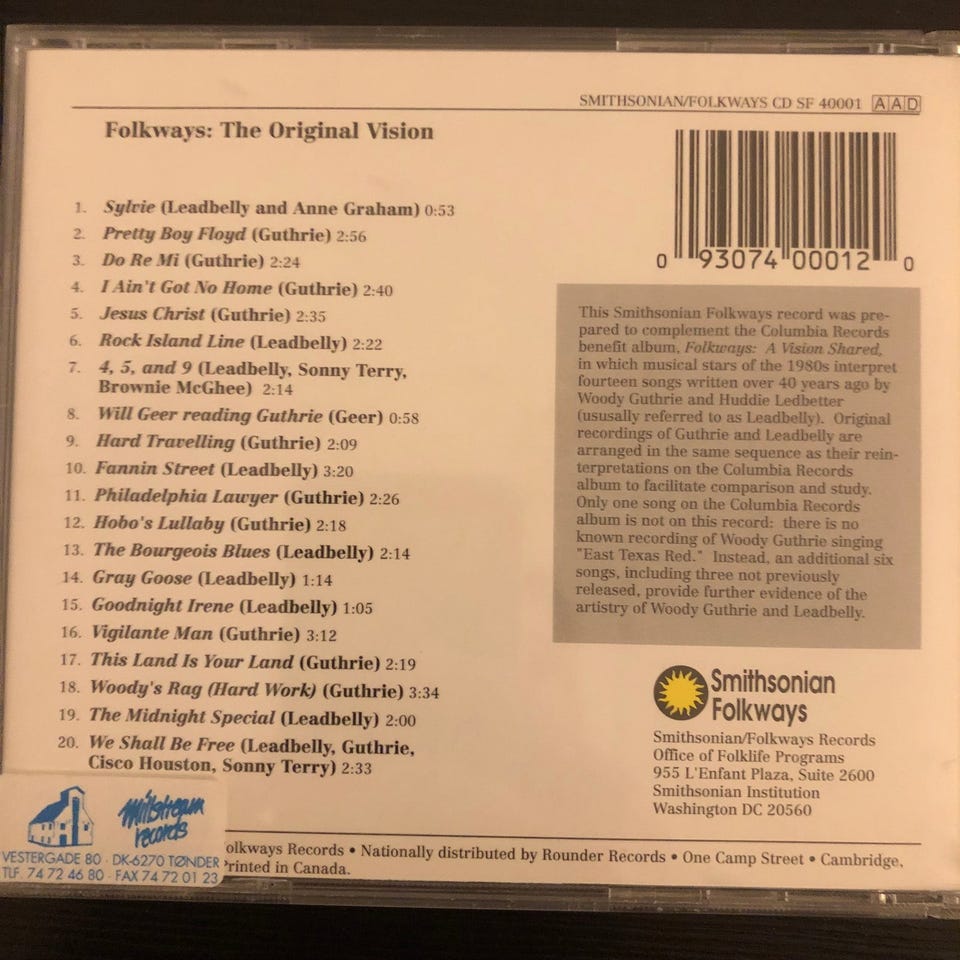 SMITHSONIAN/FOLKWAYS CD SF 40001 AAD
Folkways: The Original Vision
1. Sylvie (Leadbelly and Anne Graham) 0:53
2. Pretty Boy Floyd (Guthrie) 2:56
3. Do Re Mi (Guthrie) 2:24
4. I Ain't Got No Home (Guthrie) 2:40
5. Jesus Christ (Guthrie) 2:35
6. Rock Island Line (Leadbelly) 2:22
7. 4, 5, and 9 (Leadbelly, Sonny Terry,
Brownie McGhee) 2:14
8. Will Geer reading Guthrie (Geer) 0:58
9. Hard Travelling (Guthrie) 2:09
10. Fannin Street (Leadbelly) 3:20
11. Philadelphia Lawyer (Guthrie) 2:26
12. Hobo's Lullaby (Guthrie) 2:18
13. The Bourgeois Blues (Leadbelly) 2:14
14. Gray Goose (Leadbelly) 1:14
15. Goodnight Irene (Leadbelly) 1:05
16. Vigilante Man (Guthrie) 3:12
17. This Land Is Your Land (Guthrie) 2:19
18. Woody's Rag (Hard Work) (Guthrie) 3:34
19. The Midnight Special (Leadbelly) 2:00
20. We Shall Be Free (Leadbelly, Guthrie,
Cisco Houston, Sonny Terry) 2:33
0 93074 00012 0
This Smithsonian Folkways record was pre-
pared to complement the Columbia Records
benefit album, Folkways: A Vision Shared,
in which musical stars of the 1980s interpret
fourteen songs written over 40 years ago by
Woody Guthrie and Huddie Ledbetter
(ususally referred to as Leadbelly). Original
recordings of Guthrie and Leadbelly are
arranged in the same sequence as their rein-
terpretations on the Columbia Records
album to facilitate comparison and study.
Only one song on the Columbia Records
album is not on this record: there is no
known recording of Woody Guthrie singing
"East Texas Red." Instead, an additional six
songs, including three not previously
released, provide further evidence of the
artistry of Woody Guthrie and Leadbelly.
Smithsonian
Folkways
Smithsonian/Folkways Records
Office of Folklife Programs
955 L'Enfant Plaza, Suite 2600
Smithsonian Institution
Washington DC 20560
Millstream
records
VESTERGADE 80 · DK-6270 TØNDER
TLF. 74 72 46 80 · FAX 74 72 01 23
olkways Records • Nationally distributed by Rounder Records • One Camp Street • Cambridge,
Printed in Canada.